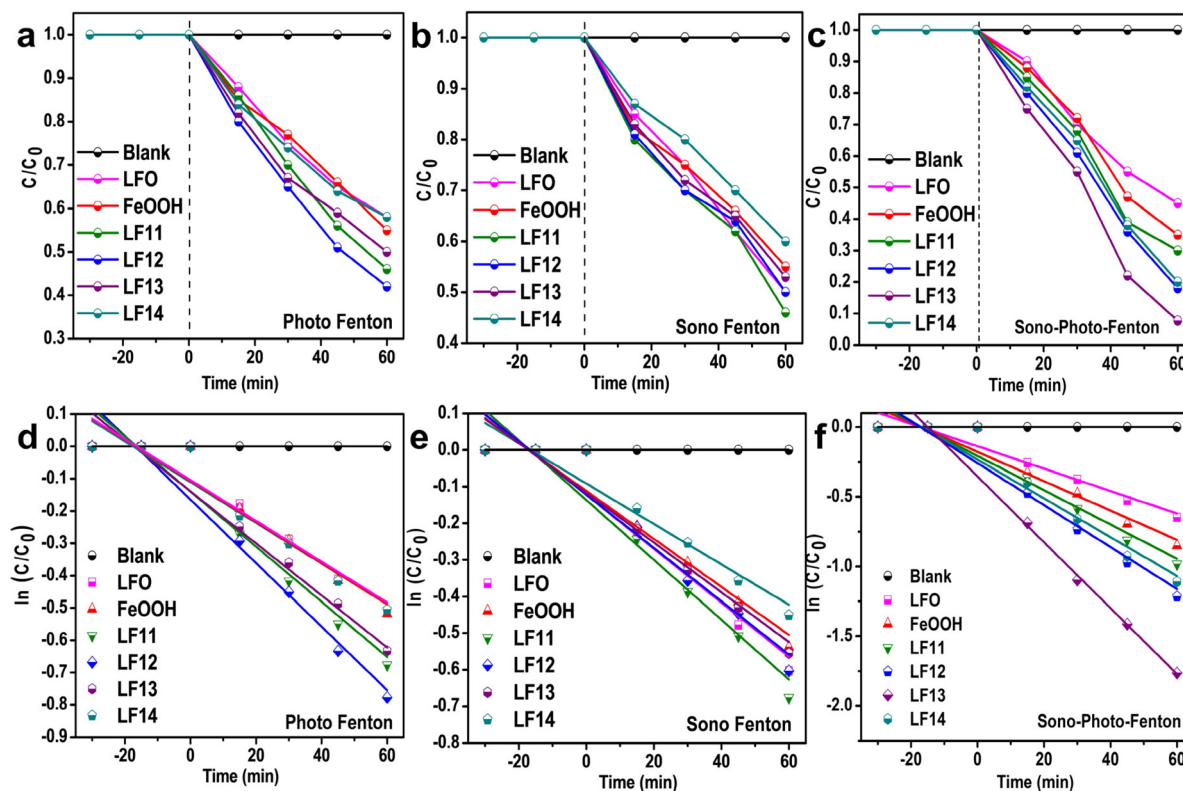 a
C/C0
1.0
0.9
0.8
0.7
0.6
0.5
0.4
0.3
Blank
LFO
FeOOH
LF11
LF12
LF13
LF14
Photo Fenton
-20 0 20 40 60
Time (min)
b
C/C0
1.0
0.9
0.8
0.7
0.6
0.5
0.4
Blank
LFO
FeOOH
LF11
LF12
LF13
LF14
Sono Fenton
-20 0 20 40 60
Time (min)
c
C/C0
1.0
0.9
0.8
0.7
0.6
0.5
0.4
0.3
0.2
0.1
0.0
Blank
LFO
FeOOH
LF11
LF12
LF13
LF14
Sono-Photo-Fenton
-20 0 20 40 60
Time (min)
d
ln (C/C0)
0.1
0.0
-0.1
-0.2
-0.3
-0.4
-0.5
-0.6
-0.7
-0.8
-0.9
Blank
LFO
FeOOH
LF11
LF12
LF13
LF14
Photo Fenton
-20 0 20 40 60
Time (min)
e
ln (C/C0)
0.1
0.0
-0.1
-0.2
-0.3
-0.4
-0.5
-0.6
-0.7
-0.8
Blank
LFO
FeOOH
LF11
LF12
LF13
LF14
Sono Fenton
-20 0 20 40 60
Time (min)
f
ln (C/C0)
0.0
-0.5
-1.0
-1.5
-2.0
Blank
LFO
FeOOH
LF11
LF12
LF13
LF14
Sono-Photo-Fenton
-20 0 20 40 60
Time (min)